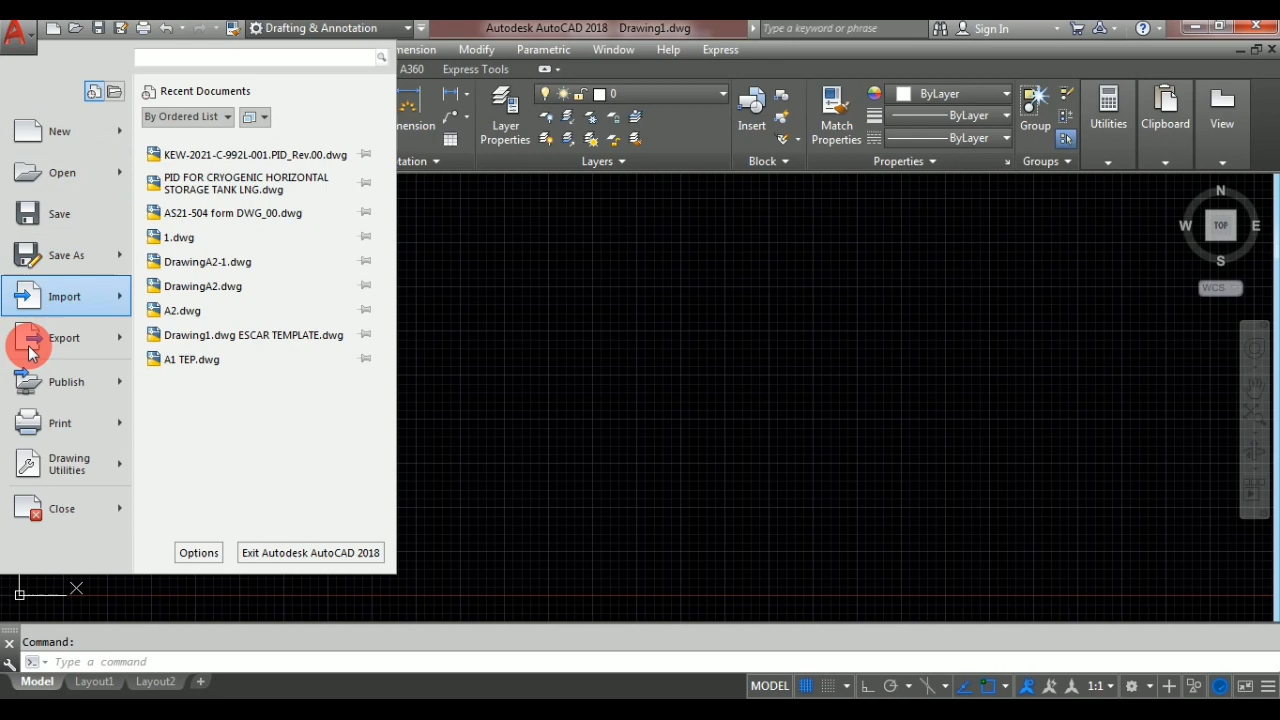 Drafting & Annotation
Autodesk AutoCAD 2018 Drawing1.dwg
Type a keyword or phrase
Sign In
Modify
Parametric
Window
Help
Express
A360
Express Tools
Recent Documents
By Ordered List
New
Open
Save
Save As
Import
Export
Publish
Print
Drawing
Utilities
Close
KEW-2021-C-992L-001.PID_Rev.00.dwg
PID FOR CRYOGENIC HORIZONTAL
STORAGE TANK LNG.dwg
AS21-504 form DWG_00.dwg
1.dwg
DrawingA2-1.dwg
DrawingA2.dwg
A2.dwg
Drawing1.dwg ESCAR TEMPLATE.dwg
A1 TEP.dwg
Options
Exit Autodesk AutoCAD 2018
mension
mension
tation
Layer
Properties
0
Layers
Insert
Block
Match
Properties
ByLayer
ByLayer
ByLayer
Properties
Group
Groups
Utilities
Clipboard
View
N
W
TOP
E
S
WCS
X
Command:
Type a command
Model
Layout1
Layout2
+
MODEL
1:1